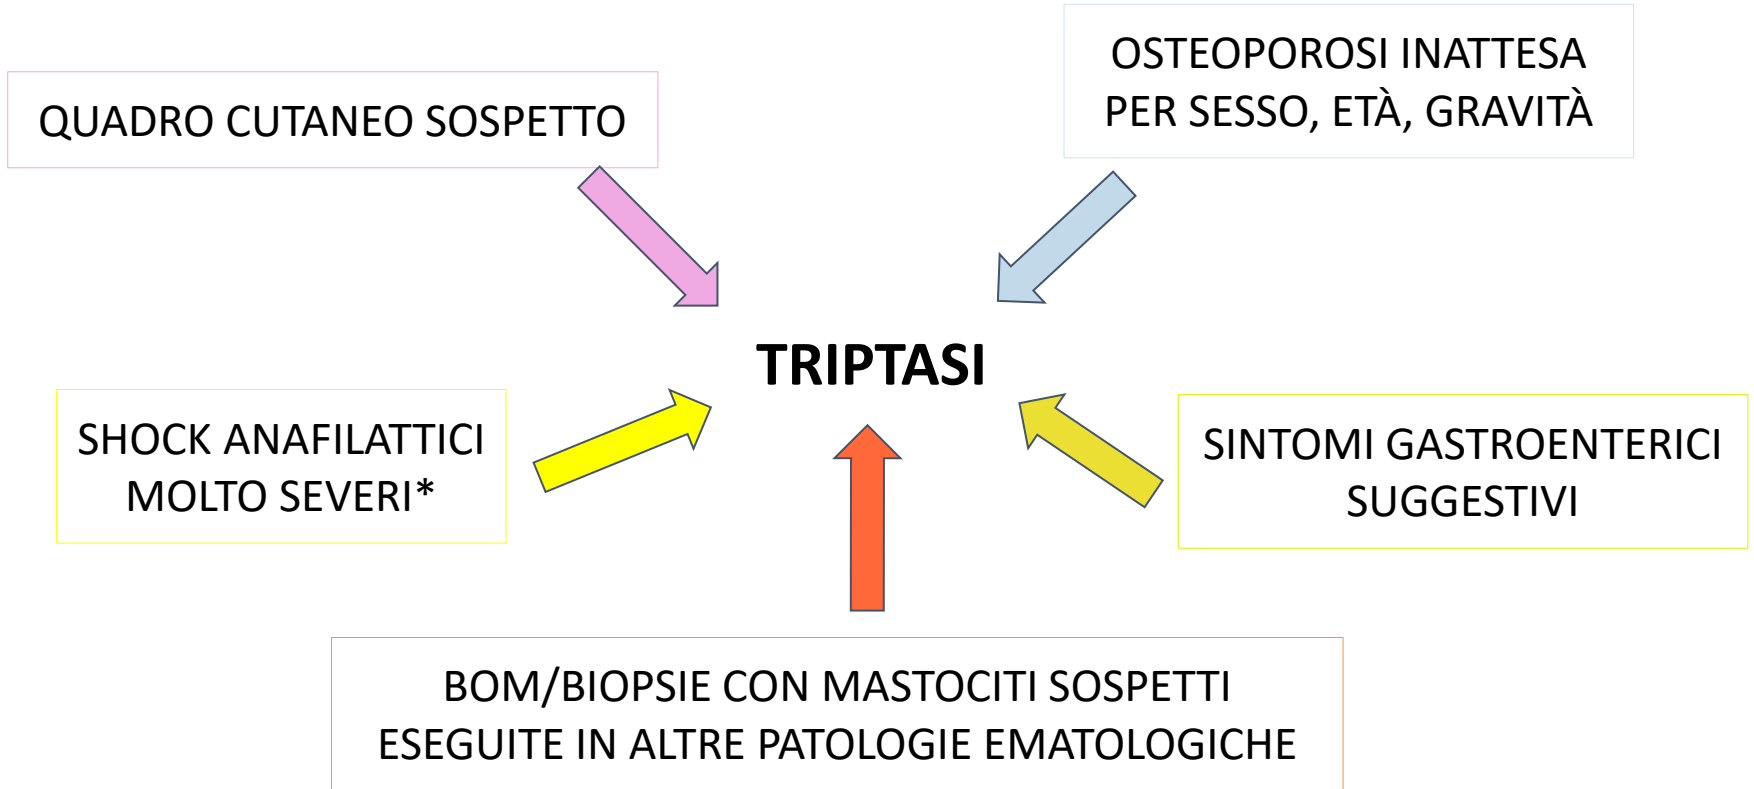 OSTEOPOROSI INATTESA
PER SESSO, ETÀ, GRAVITÀ
QUADRO CUTANEO SOSPETTO
TRIPTASI
SHOCK ANAFILATTICI
MOLTO SEVERI*
SINTOMI GASTROENTERICI
SUGGESTIVI
BOM/BIOPSIE CON MASTOCITI SOSPETTI
ESEGUITE IN ALTRE PATOLOGIE EMATOLOGICHE